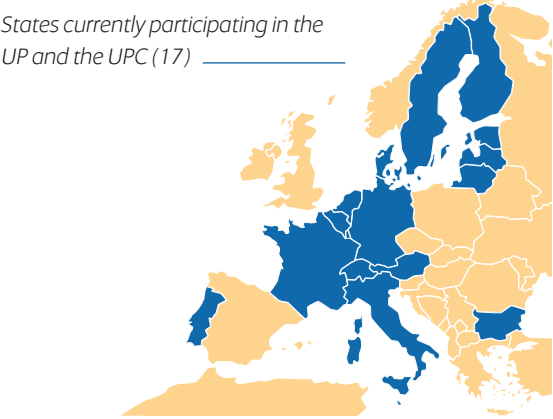 States currently participating in the
UP and the UPC (17)